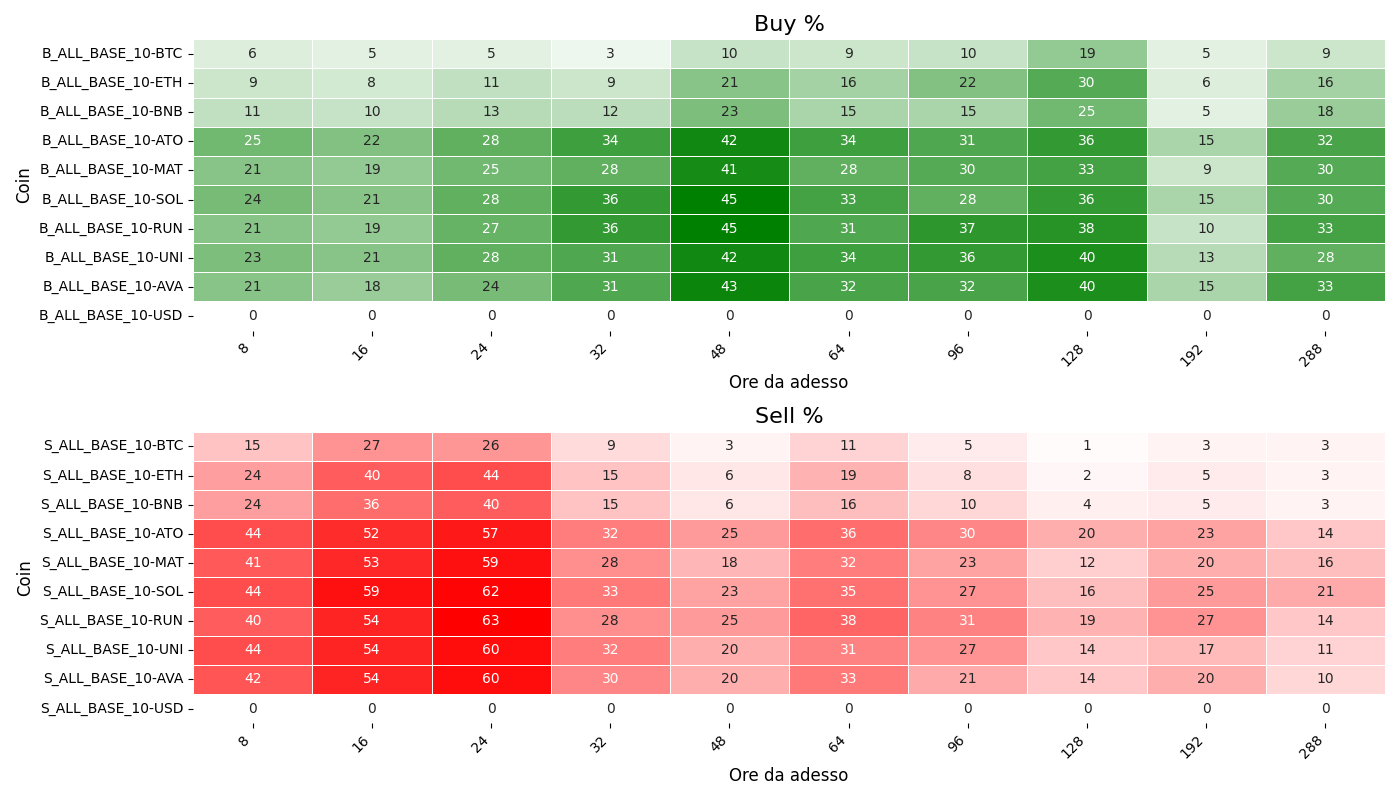 Buy %
Coin
B_ALL_BASE_10-BTC 6 5 5 3 10 9 10 19 5 9
B_ALL_BASE_10-ETH 9 8 11 9 21 16 22 30 6 16
B_ALL_BASE_10-BNB 11 10 13 12 23 15 15 25 5 18
B_ALL_BASE_10-ATO 25 22 28 34 42 34 31 36 15 32
B_ALL_BASE_10-MAT 21 19 25 28 41 28 30 33 9 30
B_ALL_BASE_10-SOL 24 21 28 36 45 33 28 36 15 30
B_ALL_BASE_10-RUN 21 19 27 36 45 31 37 38 10 33
B_ALL_BASE_10-UNI 23 21 28 31 42 34 36 40 13 28
B_ALL_BASE_10-AVA 21 18 24 31 43 32 32 40 15 33
B_ALL_BASE_10-USD 0 0 0 0 0 0 0 0 0 0
8 16 24 32 48 64 96 128 192 288
Ore da adesso
Sell %
Coin
S_ALL_BASE_10-BTC 15 27 26 9 3 11 5 1 3 3
S_ALL_BASE_10-ETH 24 40 44 15 6 19 8 2 5 3
S_ALL_BASE_10-BNB 24 36 40 15 6 16 10 4 5 3
S_ALL_BASE_10-ATO 44 52 57 32 25 36 30 20 23 14
S_ALL_BASE_10-MAT 41 53 59 28 18 32 23 12 20 16
S_ALL_BASE_10-SOL 44 59 62 33 23 35 27 16 25 21
S_ALL_BASE_10-RUN 40 54 63 28 25 38 31 19 27 14
S_ALL_BASE_10-UNI 44 54 60 32 20 31 27 14 17 11
S_ALL_BASE_10-AVA 42 54 60 30 20 33 21 14 20 10
S_ALL_BASE_10-USD 0 0 0 0 0 0 0 0 0 0
8 16 24 32 48 64 96 128 192 288
Ore da adesso